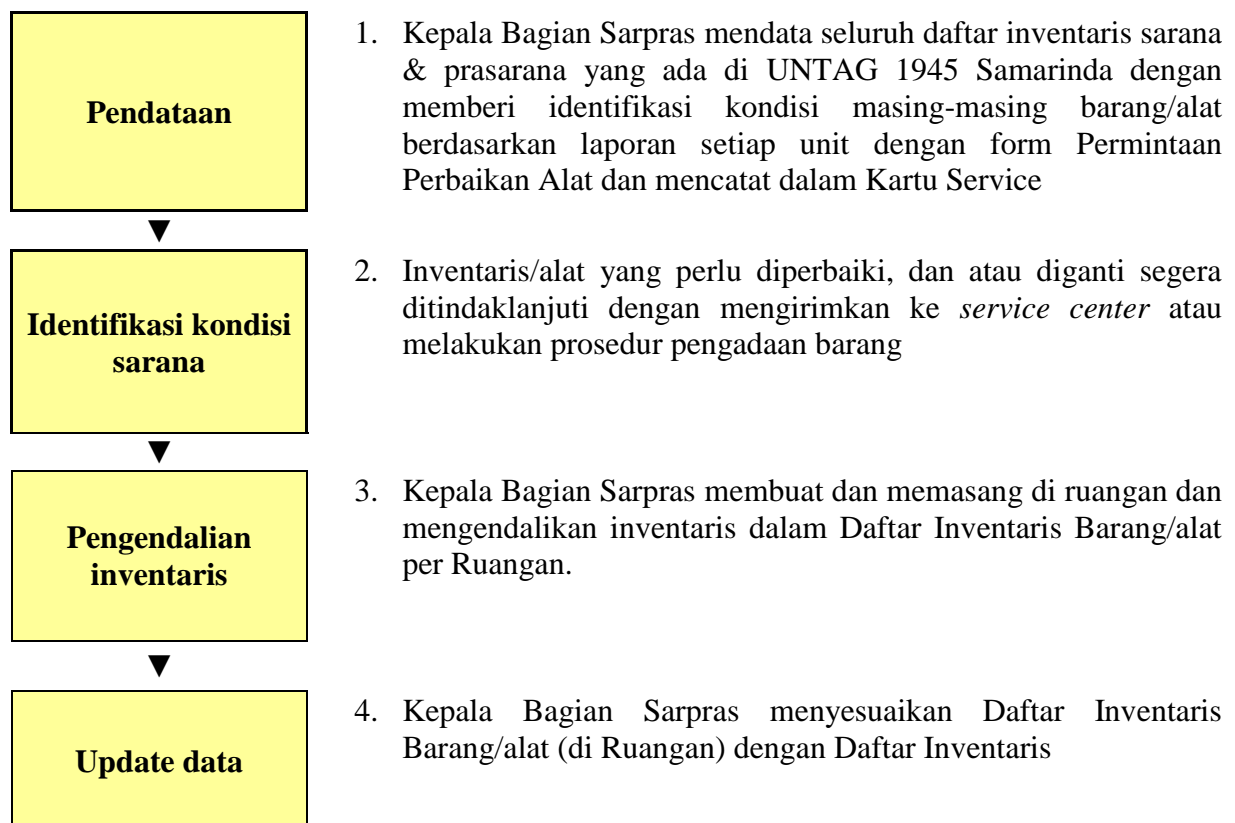 Pendataan
1. Kepala Bagian Sarpras mendata seluruh daftar inventaris sarana
& prasarana yang ada di UNTAG 1945 Samarinda dengan
memberi identifikasi kondisi masing-masing barang/alat
berdasarkan laporan setiap unit dengan form Permintaan
Perbaikan Alat dan mencatat dalam Kartu Service
▼
Identifikasi kondisi
sarana
2. Inventaris/alat yang perlu diperbaiki, dan atau diganti segera
ditindaklanjuti dengan mengirimkan ke service center atau
melakukan prosedur pengadaan barang
▼
Pengendalian
inventaris
3. Kepala Bagian Sarpras membuat dan memasang di ruangan dan
mengendalikan inventaris dalam Daftar Inventaris Barang/alat
per Ruangan.
▼
Update data
4. Kepala Bagian Sarpras menyesuaikan Daftar Inventaris
Barang/alat (di Ruangan) dengan Daftar Inventaris